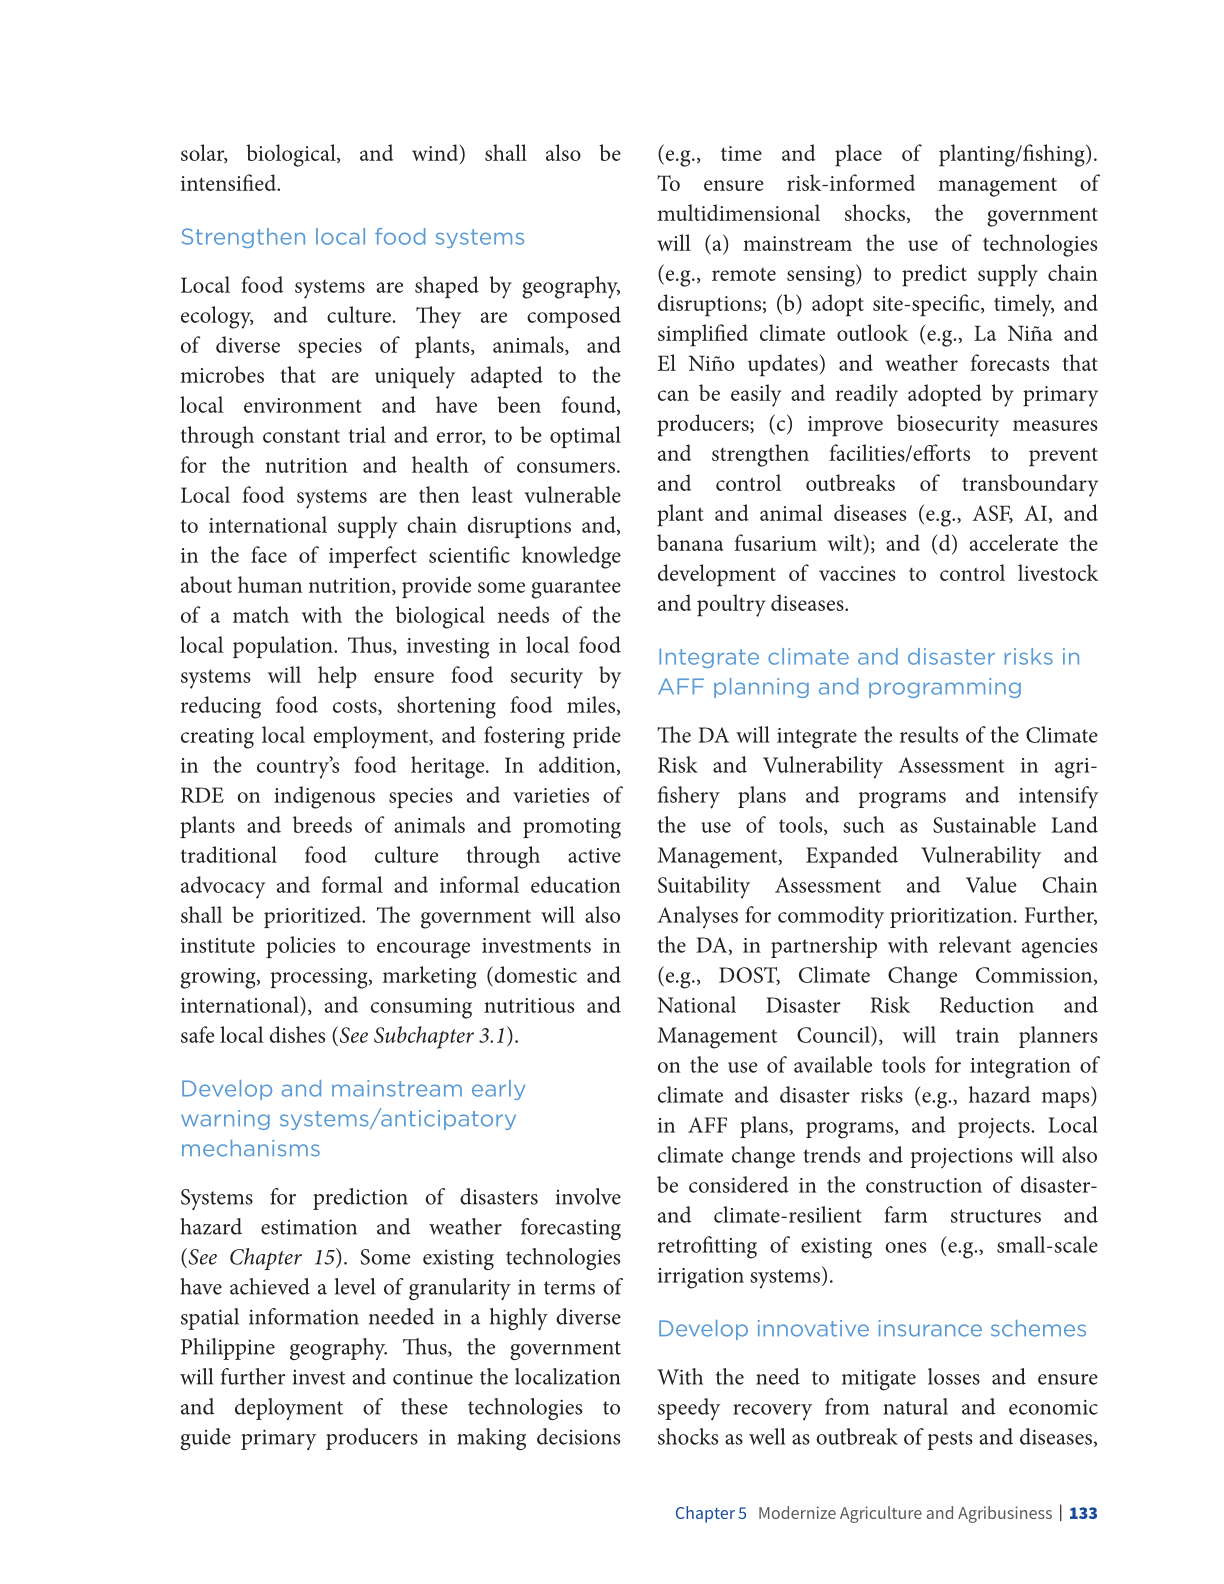 solar, biological, and wind) shall also be
intensified.
Strengthen local food systems
Local food systems are shaped by geography,
ecology, and culture. They are composed
of diverse species of plants, animals, and
microbes that are uniquely adapted to the
local environment and have been found,
through constant trial and error, to be optimal
for the nutrition and health of consumers.
Local food systems are then least vulnerable
to international supply chain disruptions and,
in the face of imperfect scientific knowledge
about human nutrition, provide some guarantee
of a match with the biological needs of the
local population. Thus, investing in local food
systems will help ensure food security by
reducing food costs, shortening food miles,
creating local employment, and fostering pride
in the country’s food heritage. In addition,
RDE on indigenous species and varieties of
plants and breeds of animals and promoting
traditional food culture through active
advocacy and formal and informal education
shall be prioritized. The government will also
institute policies to encourage investments in
growing, processing, marketing (domestic and
international), and consuming nutritious and
safe local dishes (See Subchapter 3.1).
Develop and mainstream early
warning systems/anticipatory
mechanisms
Systems for prediction of disasters involve
hazard estimation and weather forecasting
(See Chapter 15). Some existing technologies
have achieved a level of granularity in terms of
spatial information needed in a highly diverse
Philippine geography. Thus, the government
will further invest and continue the localization
and deployment of these technologies to
guide primary producers in making decisions
(e.g., time and place of planting/fishing).
To ensure risk-informed management of
multidimensional shocks, the government
will (a) mainstream the use of technologies
(e.g., remote sensing) to predict supply chain
disruptions; (b) adopt site-specific, timely, and
simplified climate outlook (e.g., La Niña and
El Niño updates) and weather forecasts that
can be easily and readily adopted by primary
producers; (c) improve biosecurity measures
and strengthen facilities/efforts to prevent
and control outbreaks of transboundary
plant and animal diseases (e.g., ASF, AI, and
banana fusarium wilt); and (d) accelerate the
development of vaccines to control livestock
and poultry diseases.
Integrate climate and disaster risks in
AFF planning and programming
The DA will integrate the results of the Climate
Risk and Vulnerability Assessment in agri-
fishery plans and programs and intensify
the use of tools, such as Sustainable Land
Management, Expanded Vulnerability and
Suitability Assessment and Value Chain
Analyses for commodity prioritization. Further,
the DA, in partnership with relevant agencies
(e.g., DOST, Climate Change Commission,
National Disaster Risk Reduction and
Management Council), will train planners
on the use of available tools for integration of
climate and disaster risks (e.g., hazard maps)
in AFF plans, programs, and projects. Local
climate change trends and projections will also
be considered in the construction of disaster-
and climate-resilient farm structures and
retrofitting of existing ones (e.g., small-scale
irrigation systems).
Develop innovative insurance schemes
With the need to mitigate losses and ensure
speedy recovery from natural and economic
shocks as well as outbreak of pests and diseases,
Chapter 5 Modernize Agriculture and Agribusiness | 133